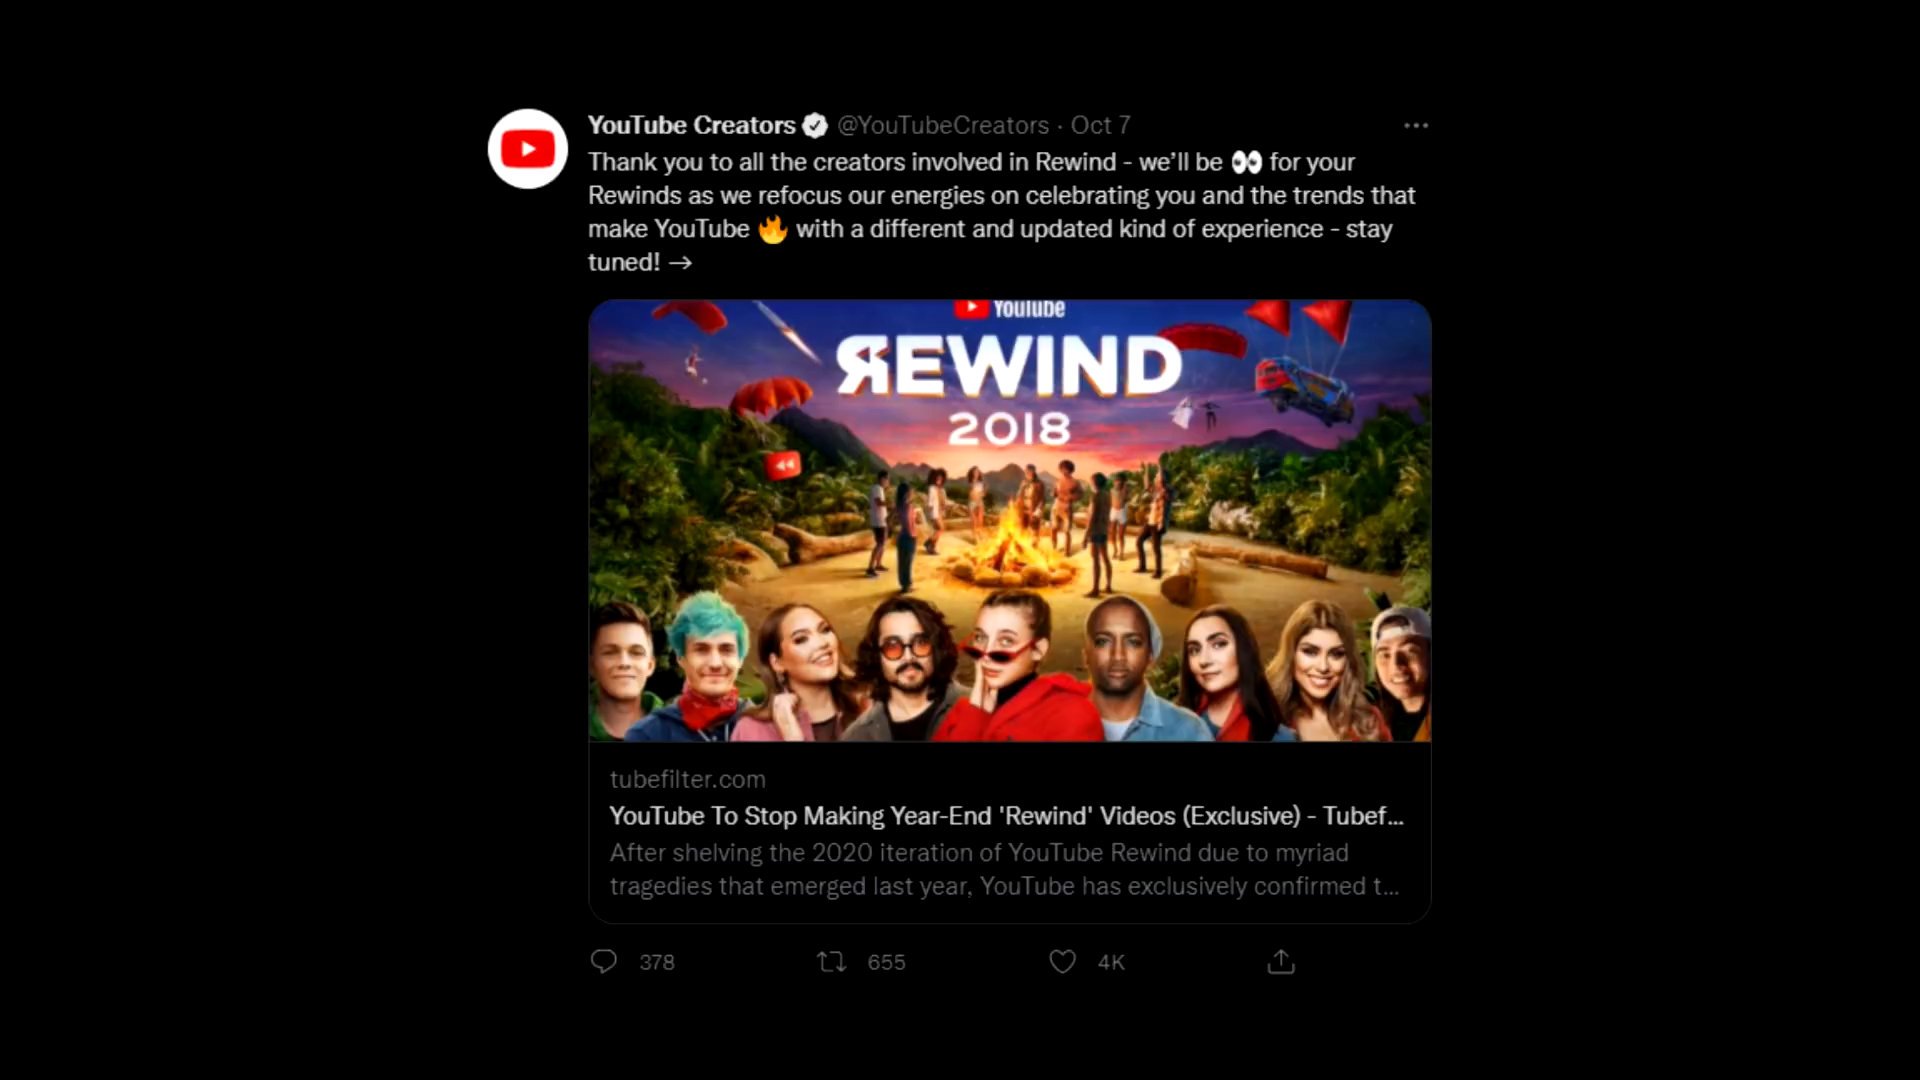 YouTube Creators @YouTubeCreators · Oct 7
Thank you to all the creators involved in Rewind - we’ll be 👀 for your
Rewinds as we refocus our energies on celebrating you and the trends that
make YouTube 🔥 with a different and updated kind of experience - stay
tuned! →
YouTube
REWIND
2018
tubefilter.com
YouTube To Stop Making Year-End 'Rewind' Videos (Exclusive) - Tubef...
After shelving the 2020 iteration of YouTube Rewind due to myriad
tragedies that emerged last year, YouTube has exclusively confirmed t...
378 655 4K